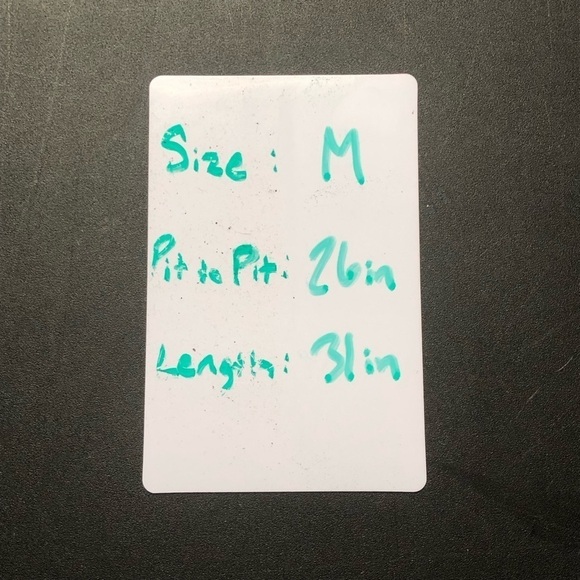 Size: M
Pit to Pit: 26in
Length: 31in